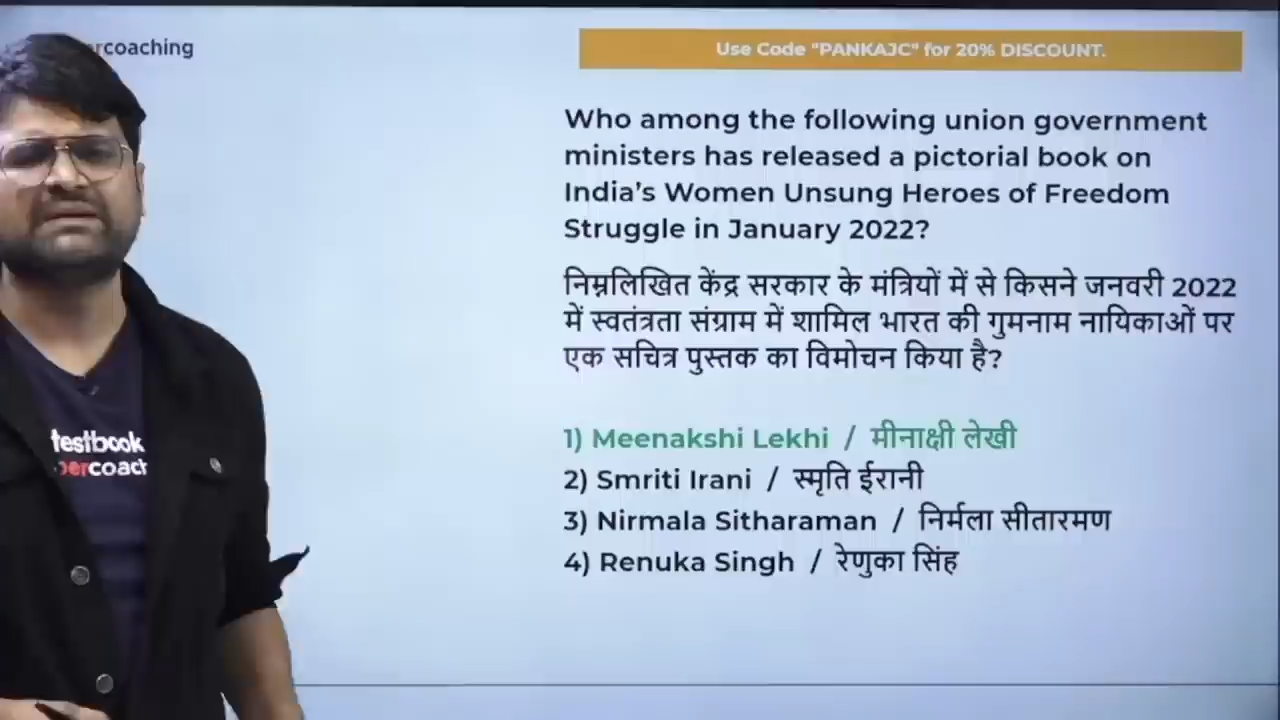 coaching
Use Code "PANKAJC" for 20% DISCOUNT.
Who among the following union government
ministers has released a pictorial book on
India's Women Unsung Heroes of Freedom
Struggle in January 2022?
निम्नलिखित केंद्र सरकार के मंत्रियों में से किसने जनवरी 2022
में स्वतंत्रता संग्राम में शामिल भारत की गुमनाम नायिकाओं पर
एक सचित्र पुस्तक का विमोचन किया है?
1) Meenakshi Lekhi / मीनाक्षी लेखी
2) Smriti Irani / स्मृति ईरानी
3) Nirmala Sitharaman / निर्मला सीतारमण
4) Renuka Singh / रेणुका सिंह
testbook
percoach